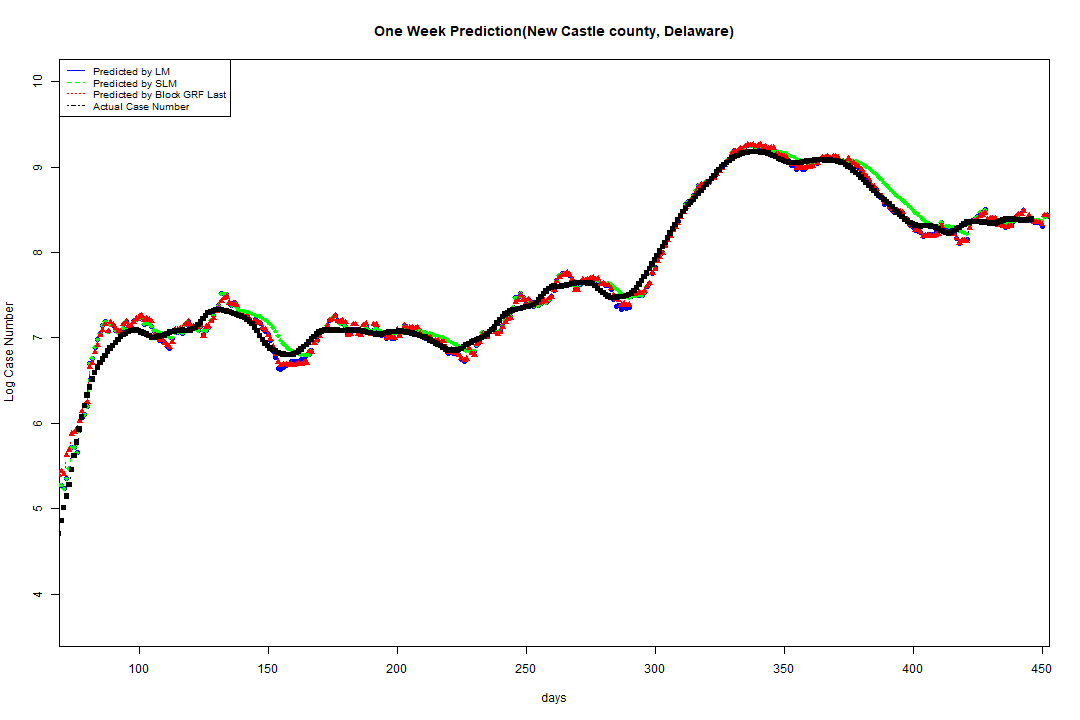 One Week Prediction(New Castle county, Delaware)
Predicted by LM
Predicted by SLM
Predicted by Block GRF Last
Actual Case Number
10
9
8
7
6
5
4
Log Case Number
100 150 200 250 300 350 400 450
days